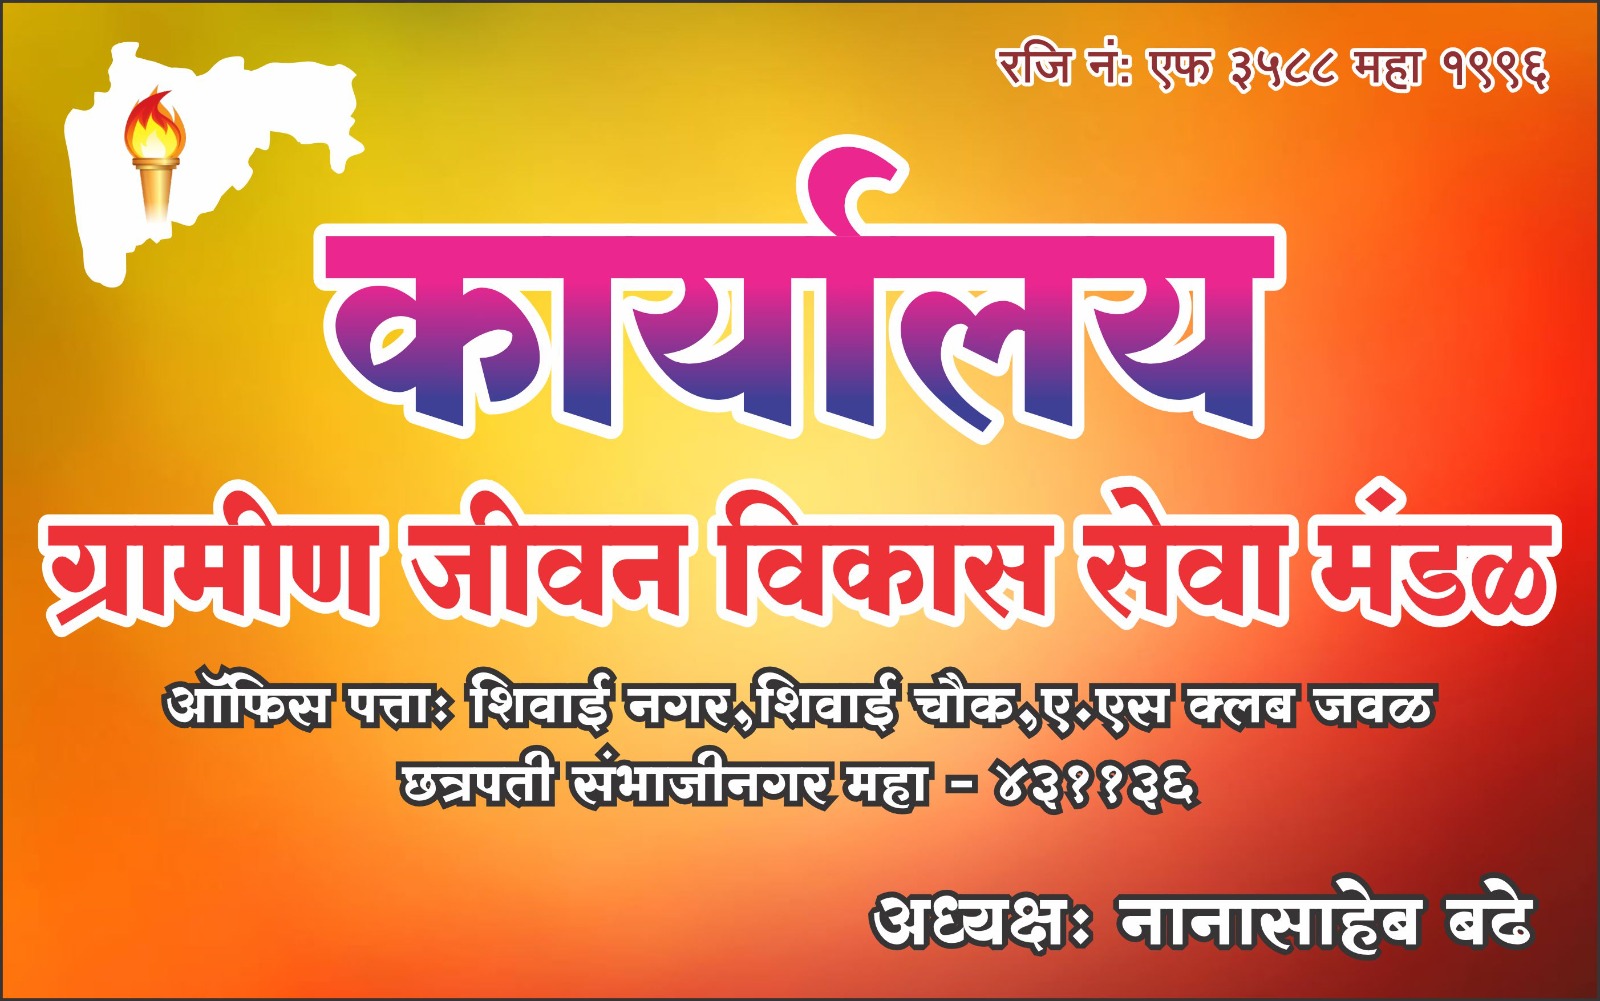 रजि नं: एफ ३५८८ महा १९९६
कार्यालय
ग्रामीण जीवन विकास सेवा मंडळ
ऑफिस पत्ता: शिवाई नगर,शिवाई चौक,ए.एस क्लब जवळ
छत्रपती संभाजीनगर महा - ४३११३६
अध्यक्ष: नानासाहेब बढे